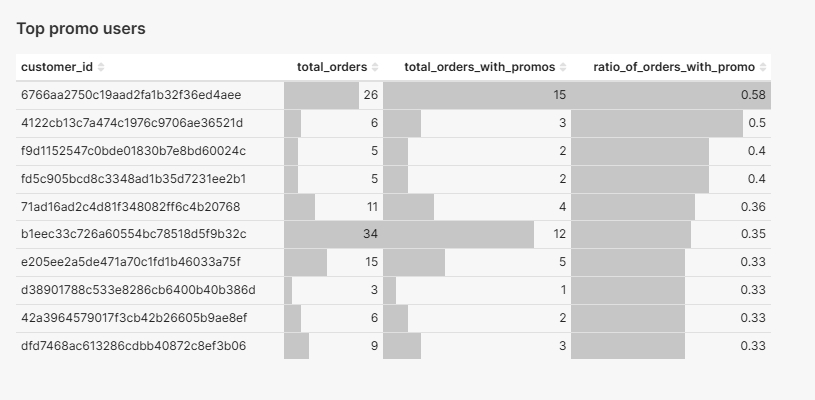 Top promo users
customer_id total_orders total_orders_with_promos ratio_of_orders_with_promo
6766aa2750c19aad2fa1b32f36ed4aee 26 15 0.58
4122cb13c7a474c1976c9706ae36521d 6 3 0.5
f9d1152547c0bde01830b7e8bd60024c 5 2 0.4
fd5c905bcd8c3348ad1b35d7231ee2b1 5 2 0.4
71ad16ad2c4d81f348082ff6c4b20768 11 4 0.36
b1eec33c726a60554bc78518d5f9b32c 34 12 0.35
e205ee2a5de471a70c1fd1b46033a75f 15 5 0.33
d38901788c533e8286cb6400b40b386d 3 1 0.33
42a3964579017f3cb42b26605b9ae8ef 6 2 0.33
dfd7468ac613286cdbb40872c8ef3b06 9 3 0.33